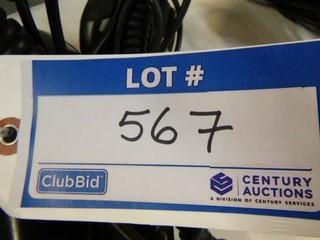 LOT #
567
ClubBid
CENTURY
AUCTIONS
A DIVISION OF CENTURY SERVICES